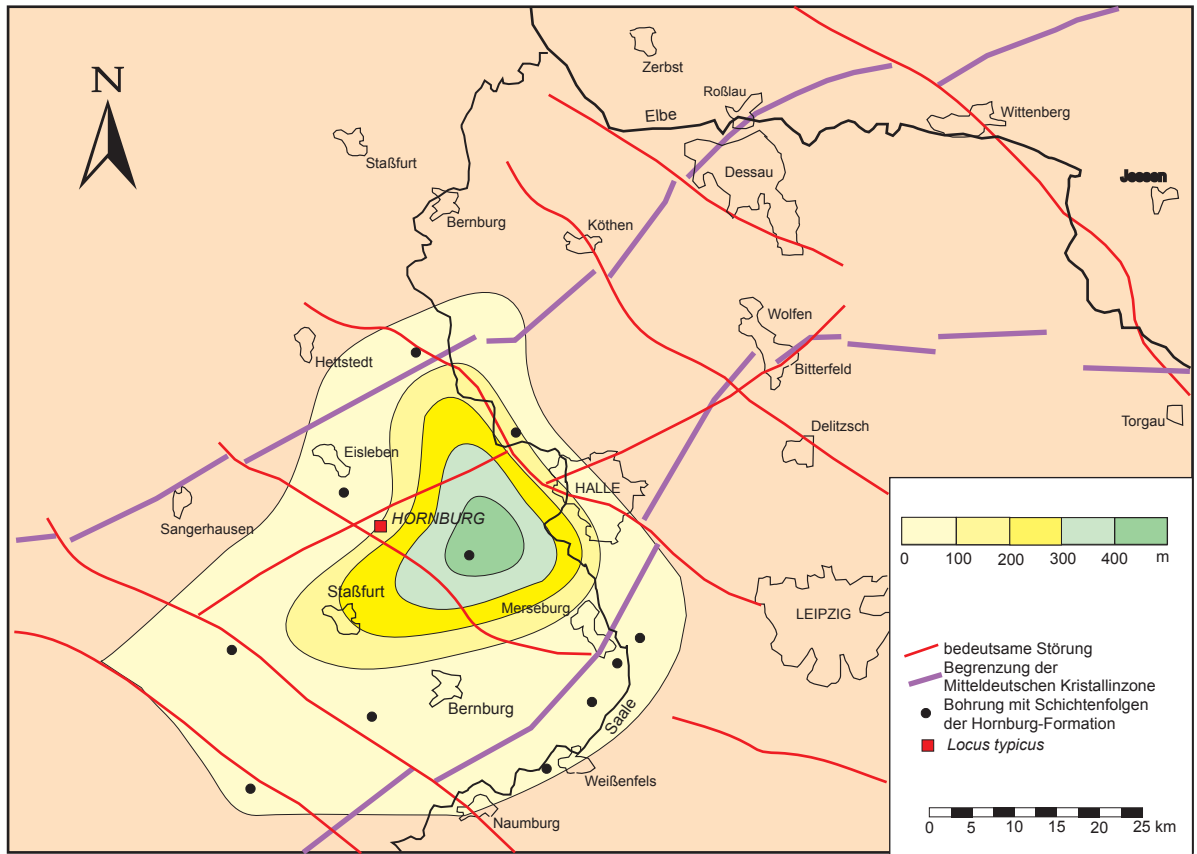 N
Zerbst
Roßlau
Elbe
Wittenberg
Staßfurt
Dessau
Jessen
Bernburg
Köthen
Wolfen
Hettstedt
Bitterfeld
Torgau
Delitzsch
Eisleben
HALLE
Sangerhausen
HORNBURG
Staßfurt
Merseburg
LEIPZIG
Bernburg
Saale
Weißenfels
Naumburg
0 100 200 300 400 m
bedeutsame Störung
Begrenzung der
Mitteldeutschen Kristallinzone
Bohrung mit Schichtenfolgen
der Hornburg-Formation
Locus typicus
0 5 10 15 20 25 km